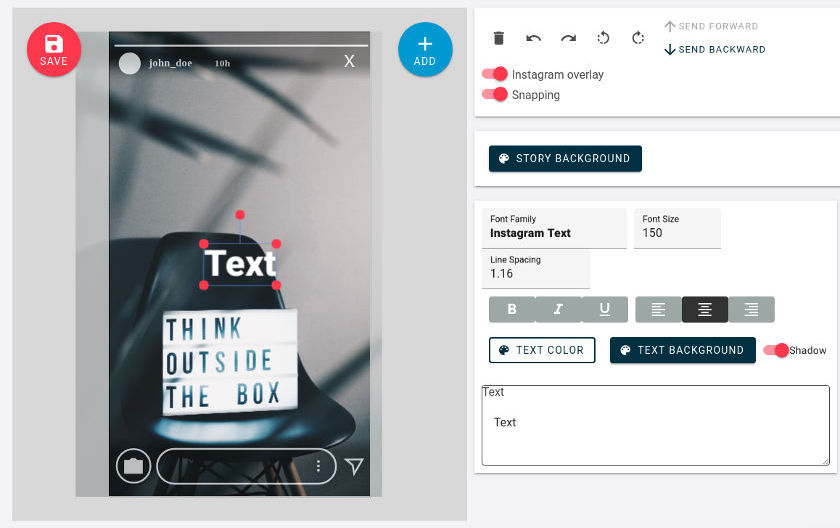 SAVE
ADD
john_doe 10h X
Text
THINK
OUTSIDE
THE BOX
SEND FORWARD
SEND BACKWARD
Instagram overlay
Snapping
STORY BACKGROUND
Font Family
Instagram Text
Font Size
150
Line Spacing
1.16
B I U
TEXT COLOR
TEXT BACKGROUND
Shadow
Text
Text